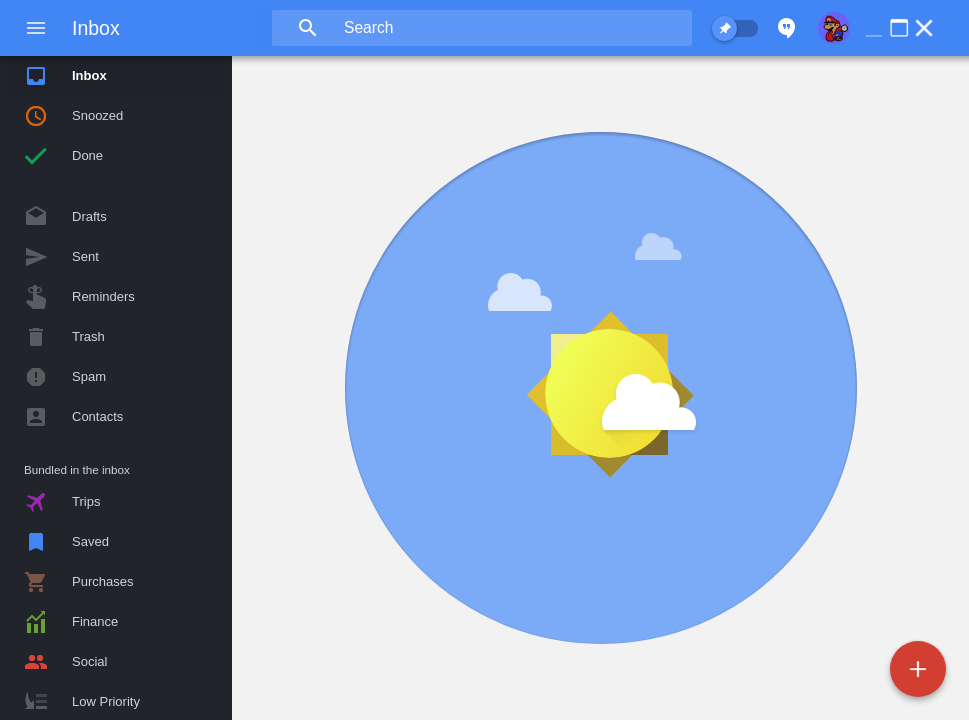 Inbox
Search
Inbox
Snoozed
Done
Drafts
Sent
Reminders
Trash
Spam
Contacts
Bundled in the inbox
Trips
Saved
Purchases
Finance
Social
Low Priority